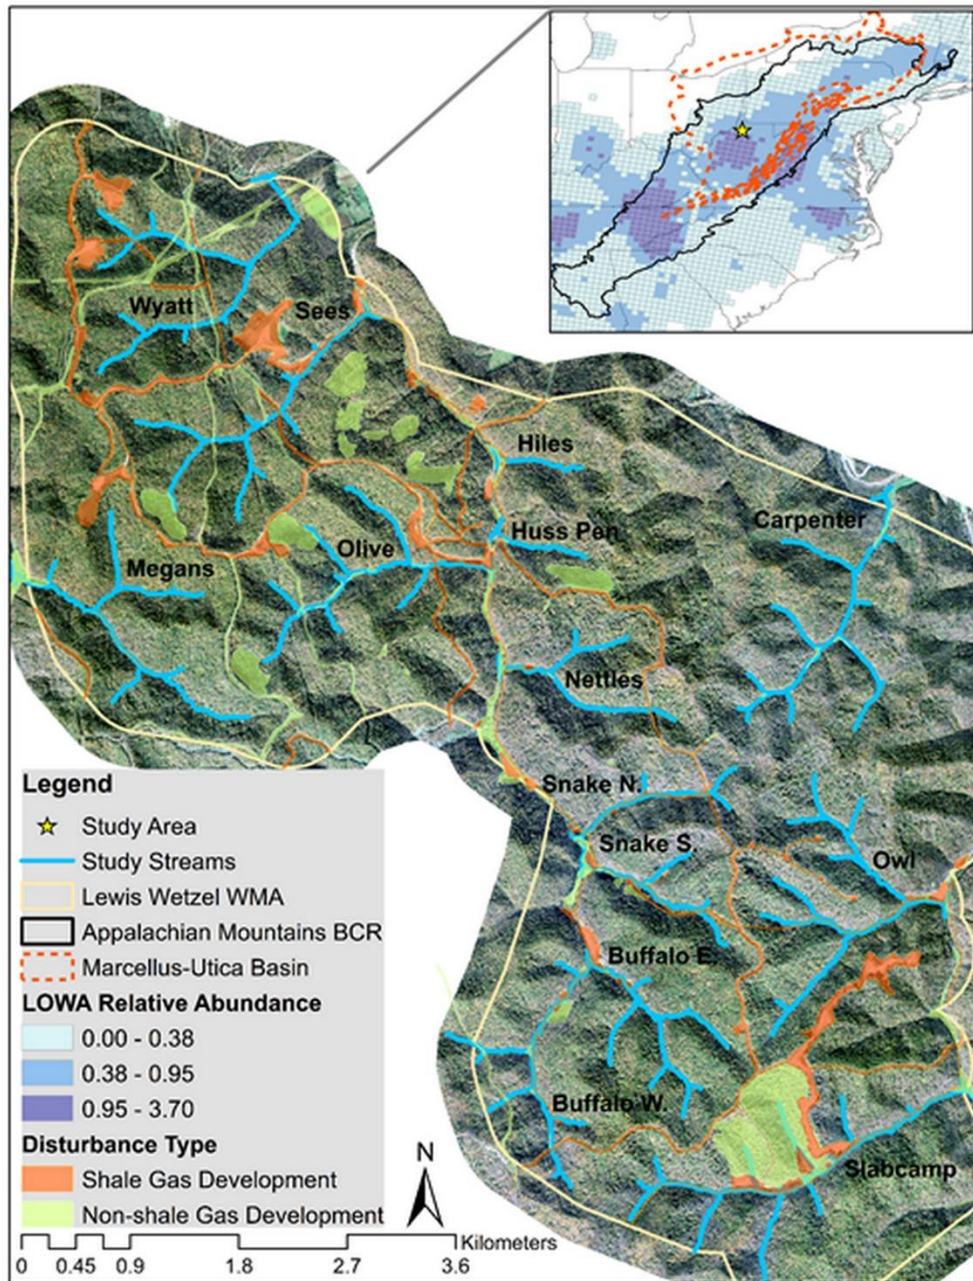 Wyatt
Sees
Hiles
Carpenter
Huss Pen
Olive
Megans
Nettles
Snake N.
Snake S.
Owl
Buffalo E.
Buffalo W.
Slabcamp
Legend
Study Area
Study Streams
Lewis Wetzel WMA
Appalachian Mountains BCR
Marcellus-Utica Basin
LOWA Relative Abundance
0.00 - 0.38
0.38 - 0.95
0.95 - 3.70
Disturbance Type
Shale Gas Development
Non-shale Gas Development
N
Kilometers
0 0.45 0.9 1.8 2.7 3.6